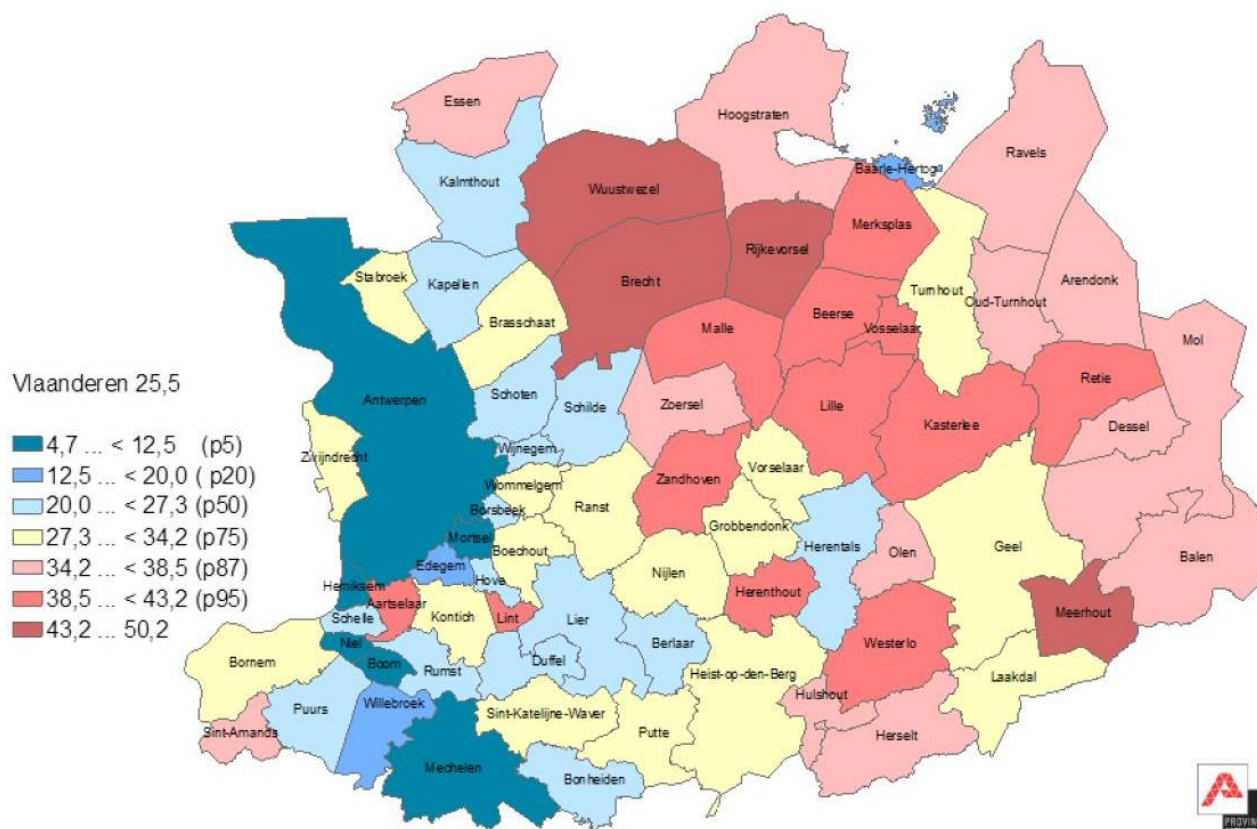 Essen
Hoogstraten
Ravels
Kalmthout
Wuustwezel
Baarle-Hertog
Merksplas
Rijkevorsel
Stabroek
Kapellen
Brecht
Turnhout
Oud-Turnhout
Arendonk
Brasschaat
Malle
Beerse
Vosselaar
Mol
Vlaanderen 25,5
Antwerpen
Schoten
Schilde
Zoersel
Lille
Kasterlee
Retie
Dessel
4,7 ... < 12,5 (p5)
12,5 ... < 20,0 ( p20)
20,0 ... < 27,3 (p50)
27,3 ... < 34,2 (p75)
34,2 ... < 38,5 (p87)
38,5 ... < 43,2 (p95)
43,2 ... 50,2
Zwijndrecht
Wijnegem
Wommelgem
Zandhoven
Vorselaar
Ranst
Borsbeek
Grobbendonk
Mortsel
Boechout
Herentals
Olen
Geel
Balen
Edegem
Hove
Nijlen
Hemiksem
Aartselaar
Kontich
Lint
Lier
Herenthout
Meerhout
Schelle
Niel
Berlaar
Westerlo
Bornem
Boom
Rumst
Duffel
Heist-op-den-Berg
Laakdal
Puurs
Willebroek
Hulshout
Sint-Katelijne-Waver
Sint-Amands
Putte
Herselt
Mechelen
Bonheiden
PROVIN